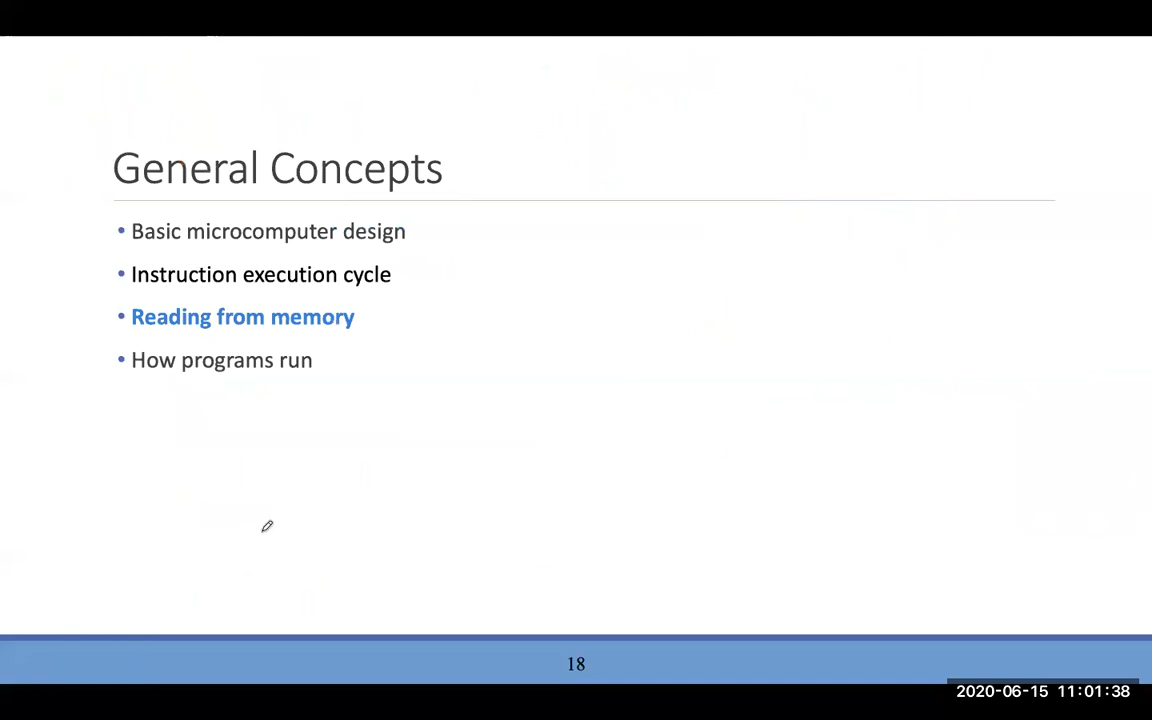 General Concepts
• Basic microcomputer design
• Instruction execution cycle
• Reading from memory
• How programs run
18
2020-06-15 11:01:38